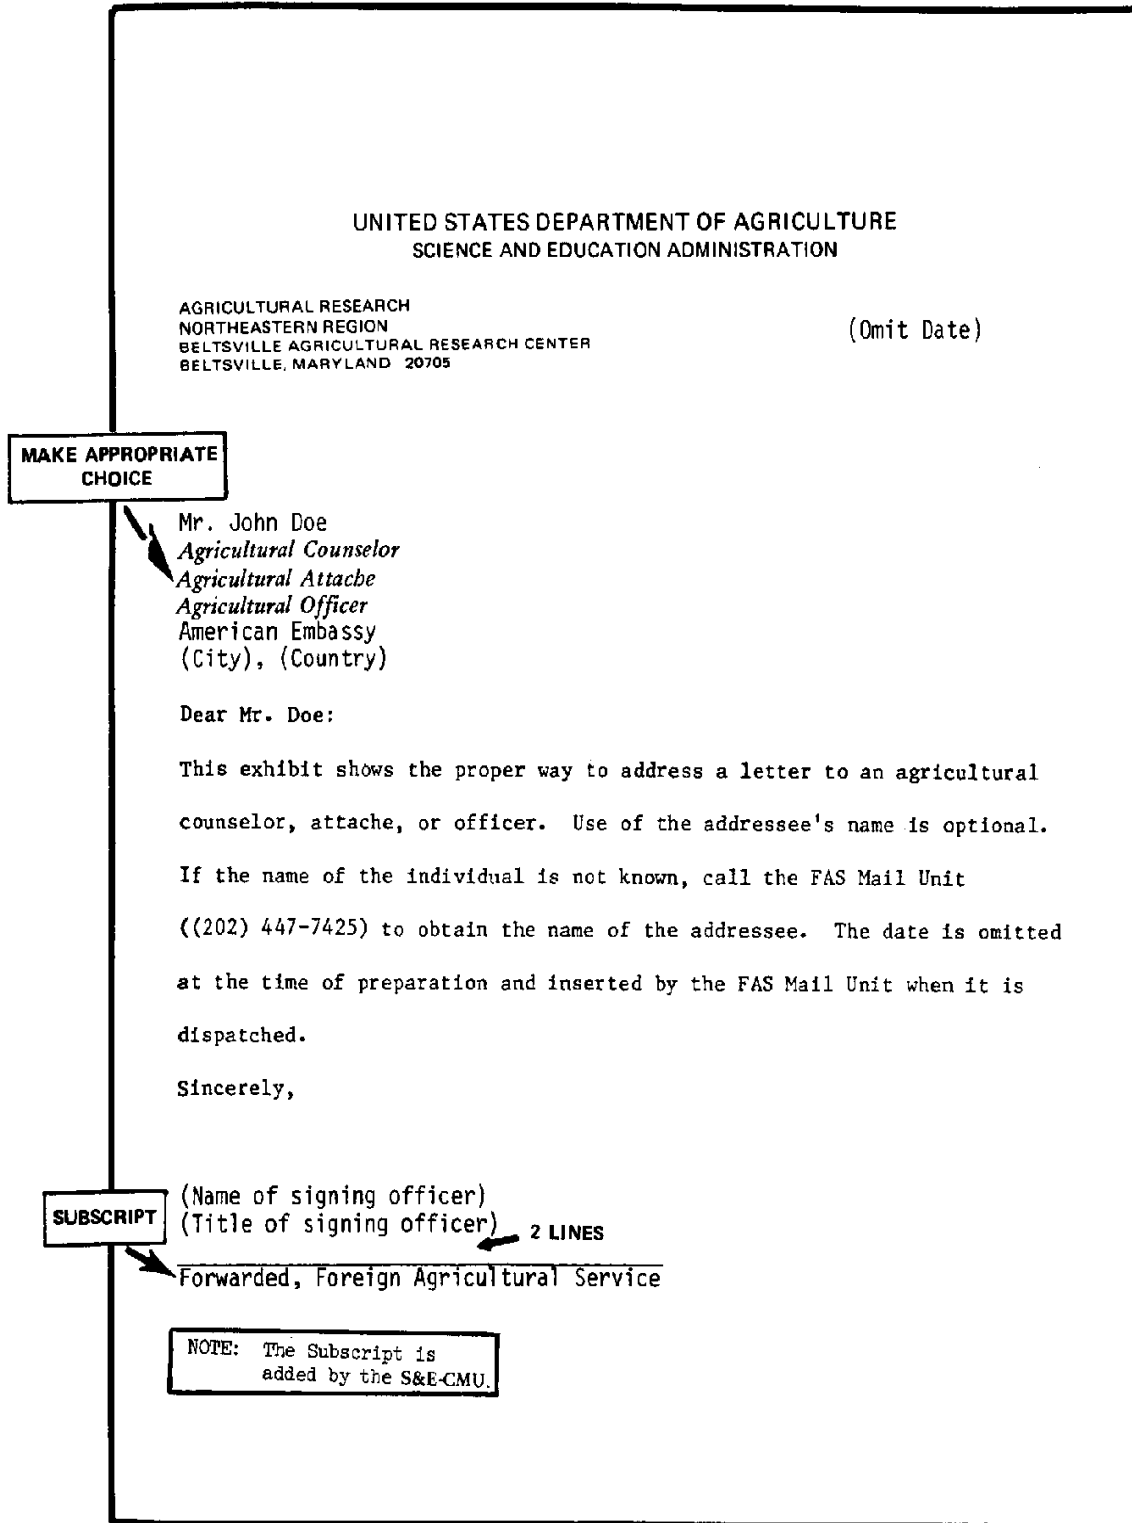 UNITED STATES DEPARTMENT OF AGRICULTURE
SCIENCE AND EDUCATION ADMINISTRATION
AGRICULTURAL RESEARCH
NORTHEASTERN REGION
BELTSVILLE AGRICULTURAL RESEARCH CENTER
BELTSVILLE, MARYLAND 20705
(Omit Date)
MAKE APPROPRIATE
CHOICE
Mr. John Doe
Agricultural Counselor
Agricultural Attache
Agricultural Officer
American Embassy
(City), (Country)
Dear Mr. Doe:
This exhibit shows the proper way to address a letter to an agricultural
counselor, attache, or officer. Use of the addressee's name is optional.
If the name of the individual is not known, call the FAS Mail Unit
((202) 447-7425) to obtain the name of the addressee. The date is omitted
at the time of preparation and inserted by the FAS Mail Unit when it is
dispatched.
Sincerely,
(Name of signing officer)
(Title of signing officer)
SUBSCRIPT
2 LINES
Forwarded, Foreign Agricultural Service
NOTE: The Subscript is
added by the S&E-CMU.